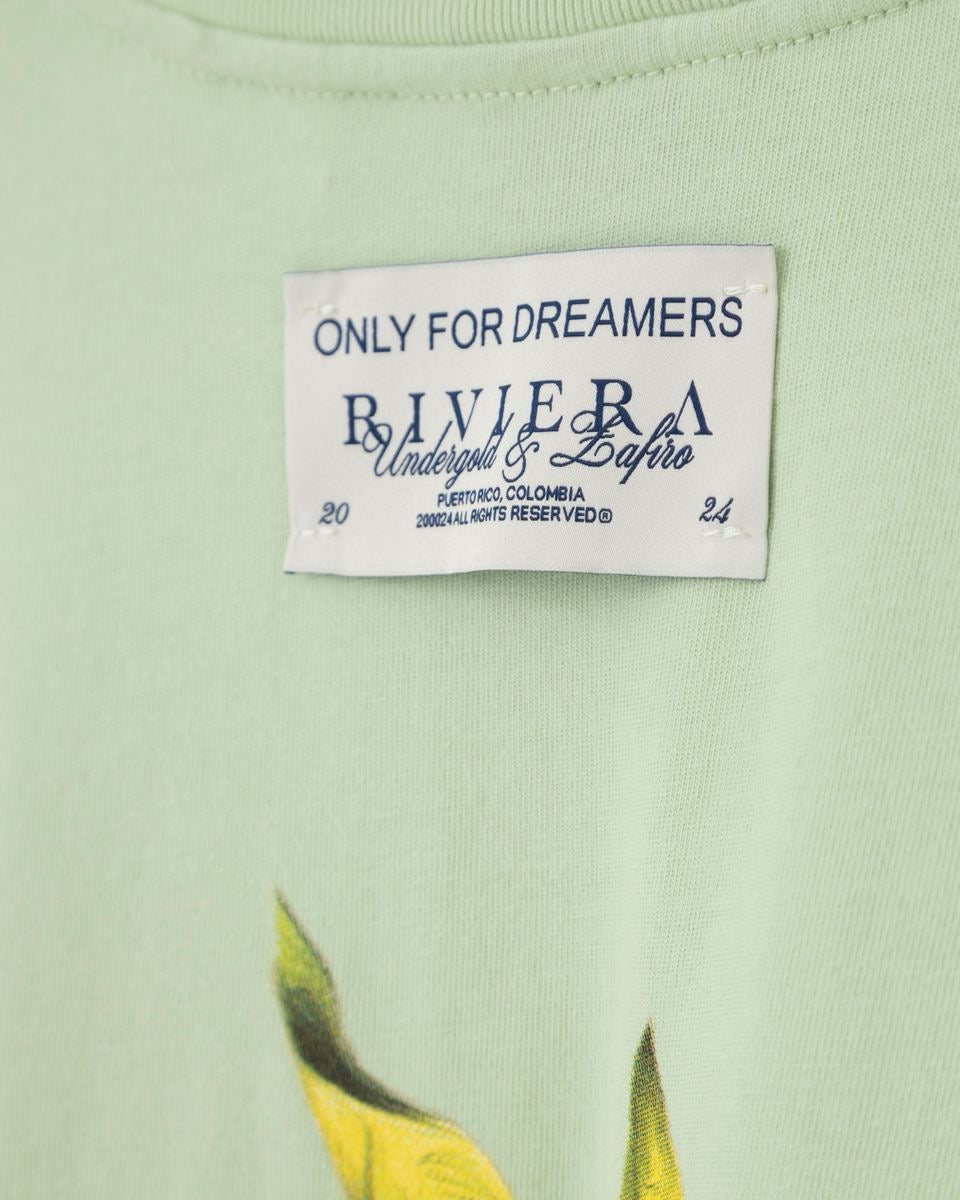 ONLY FOR DREAMERS
RIVIERA
Undergold & Zafiro
PUERTO RICO, COLOMBIA
20
200024 ALL RIGHTS RESERVED®
24